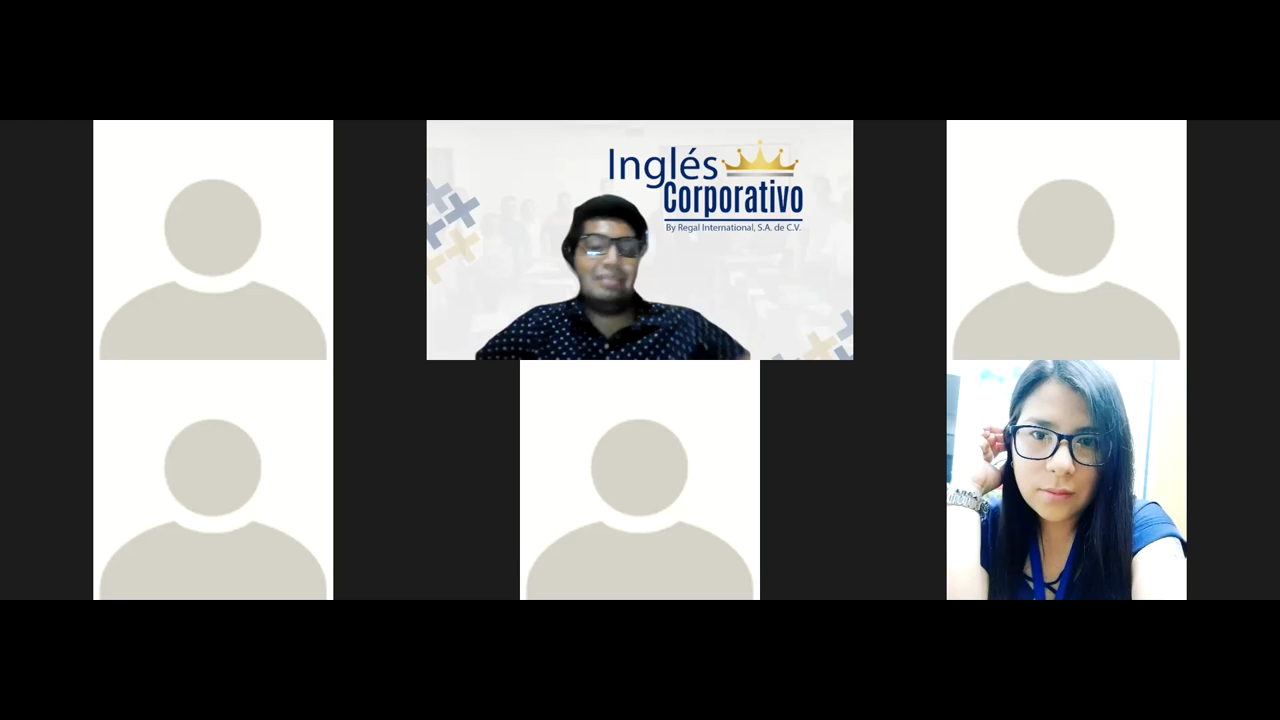 Inglés
Corporativo
By Regal International, S.A. de C.V.